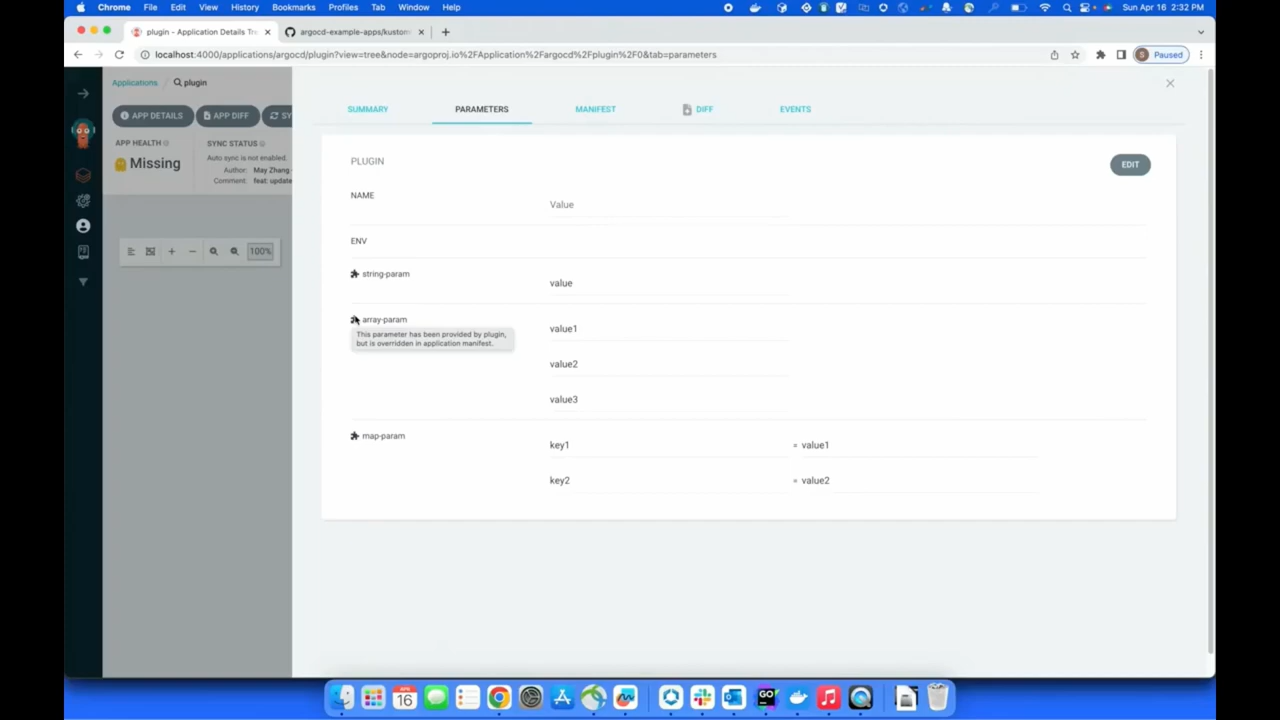 Chrome File Edit View History Bookmarks Profiles Tab Window Help Sun Apr 16 2:32 PM
plugin - Application Details Tre
argocd-example-apps/kustom
localhost:4000/applications/argocd/plugin?view=tree&node=argoproj.io%2FApplication%2Fargocd%2Fplugin%2F0&tab=parameters
S Paused
Applications / plugin
APP DETAILS APP DIFF SY
APP HEALTH
Missing
SYNC STATUS
Auto sync is not enabled.
Author: May Zhang
Comment: feat: update
100%
SUMMARY PARAMETERS MANIFEST DIFF EVENTS
PLUGIN EDIT
NAME Value
ENV
string-param value
array-param value1
This parameter has been provided by plugin,
but is overridden in application manifest.
value2
value3
map-param key1 = value1
key2 = value2
APR
16
GO